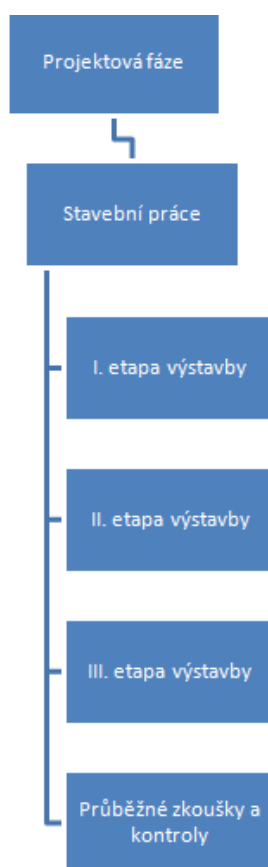 Projektová fáze
Stavební práce
I. etapa výstavby
II. etapa výstavby
III. etapa výstavby
Průběžné zkoušky a
kontroly